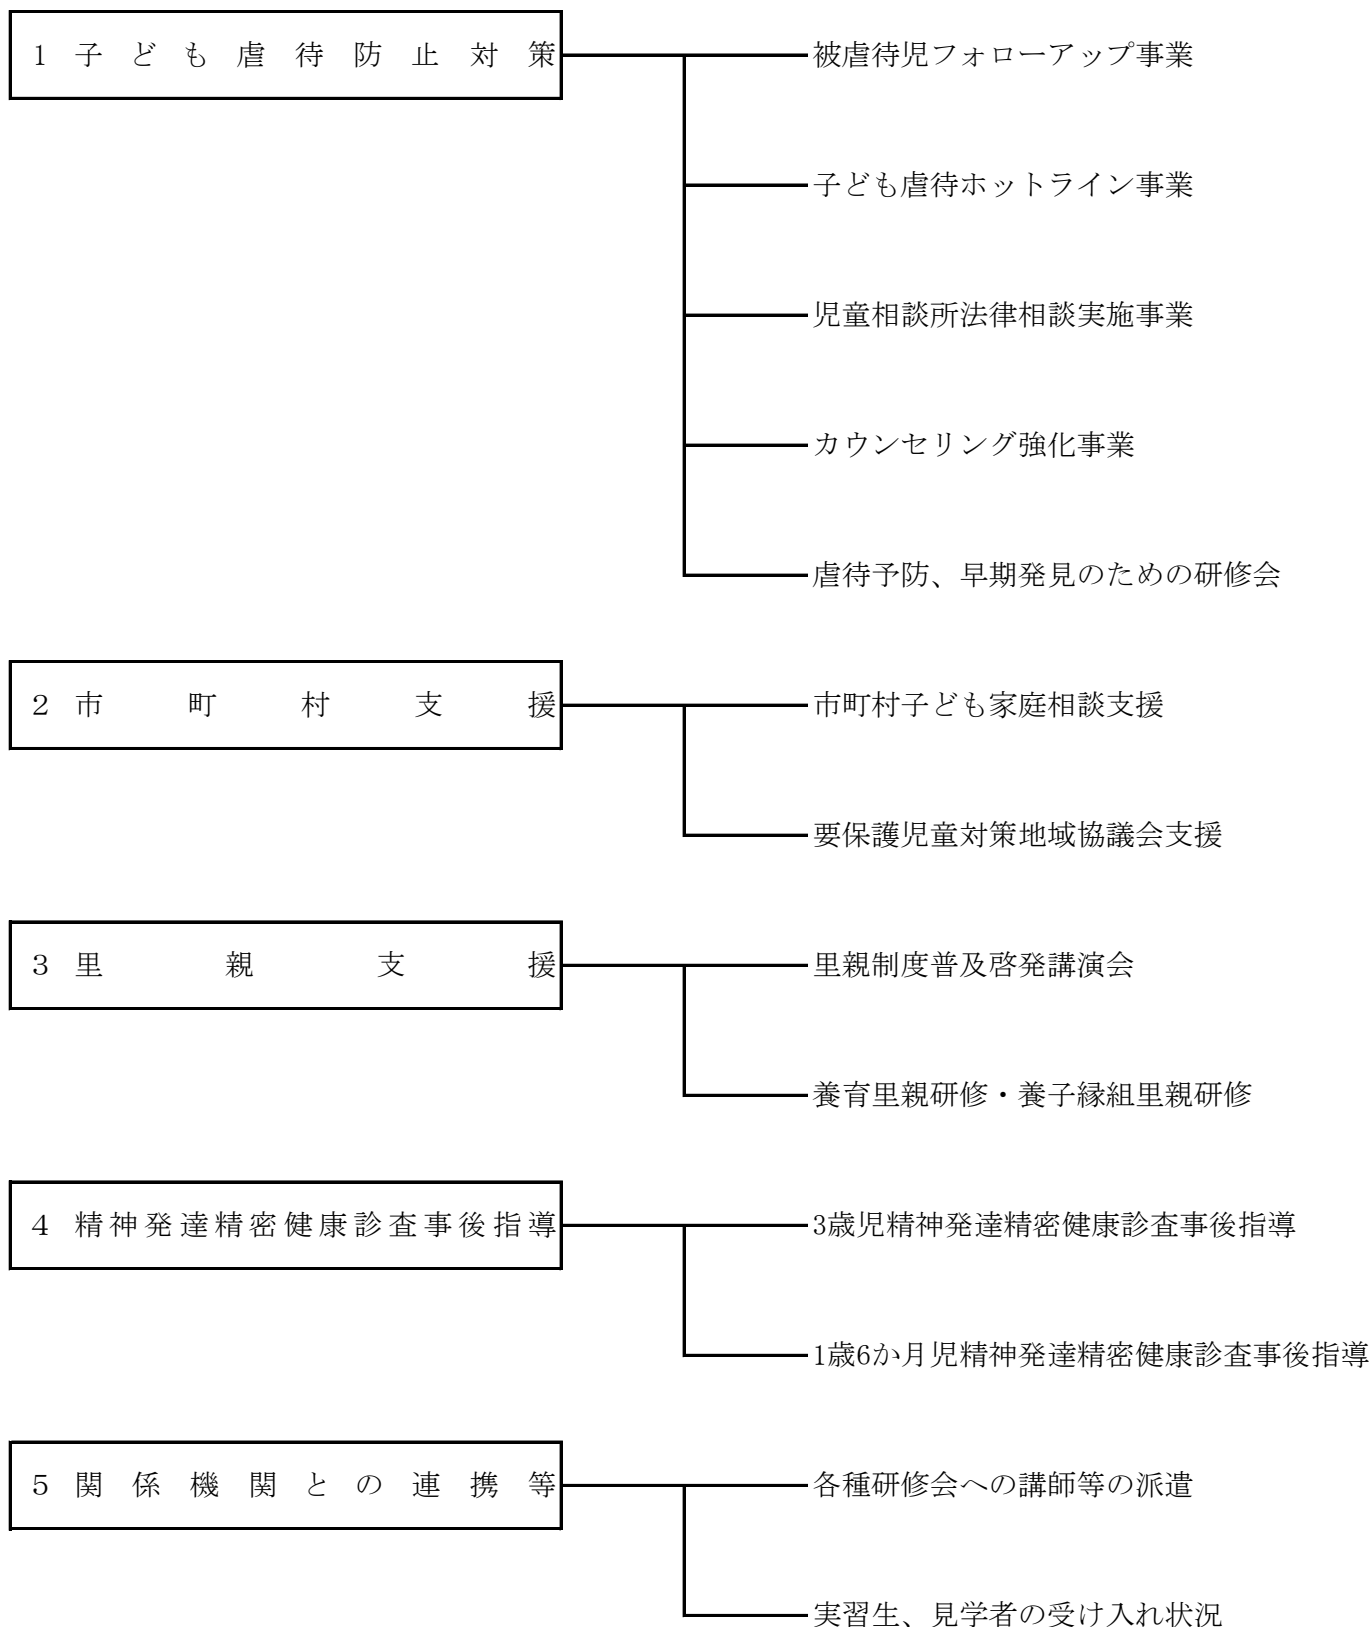 1 子ども虐待防止対策
被虐待児フォローアップ事業
子ども虐待ホットライン事業
児童相談所法律相談実施事業
カウンセリング強化事業
虐待予防、早期発見のための研修会
2 市町村支援
市町村子ども家庭相談支援
要保護児童対策地域協議会支援
3 里親支援
里親制度普及啓発講演会
養育里親研修・養子縁組里親研修
4 精神発達精密健康診査事後指導
3歳児精神発達精密健康診査事後指導
1歳6か月児精神発達精密健康診査事後指導
5 関係機関との連携等
各種研修会への講師等の派遣
実習生、見学者の受け入れ状況